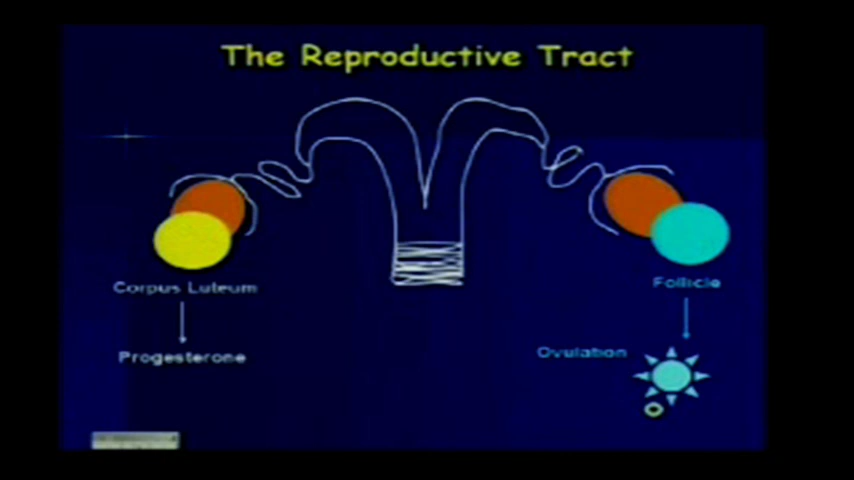 The Reproductive Tract
Corpus Luteum
Follicle
Progesterone
Ovulation